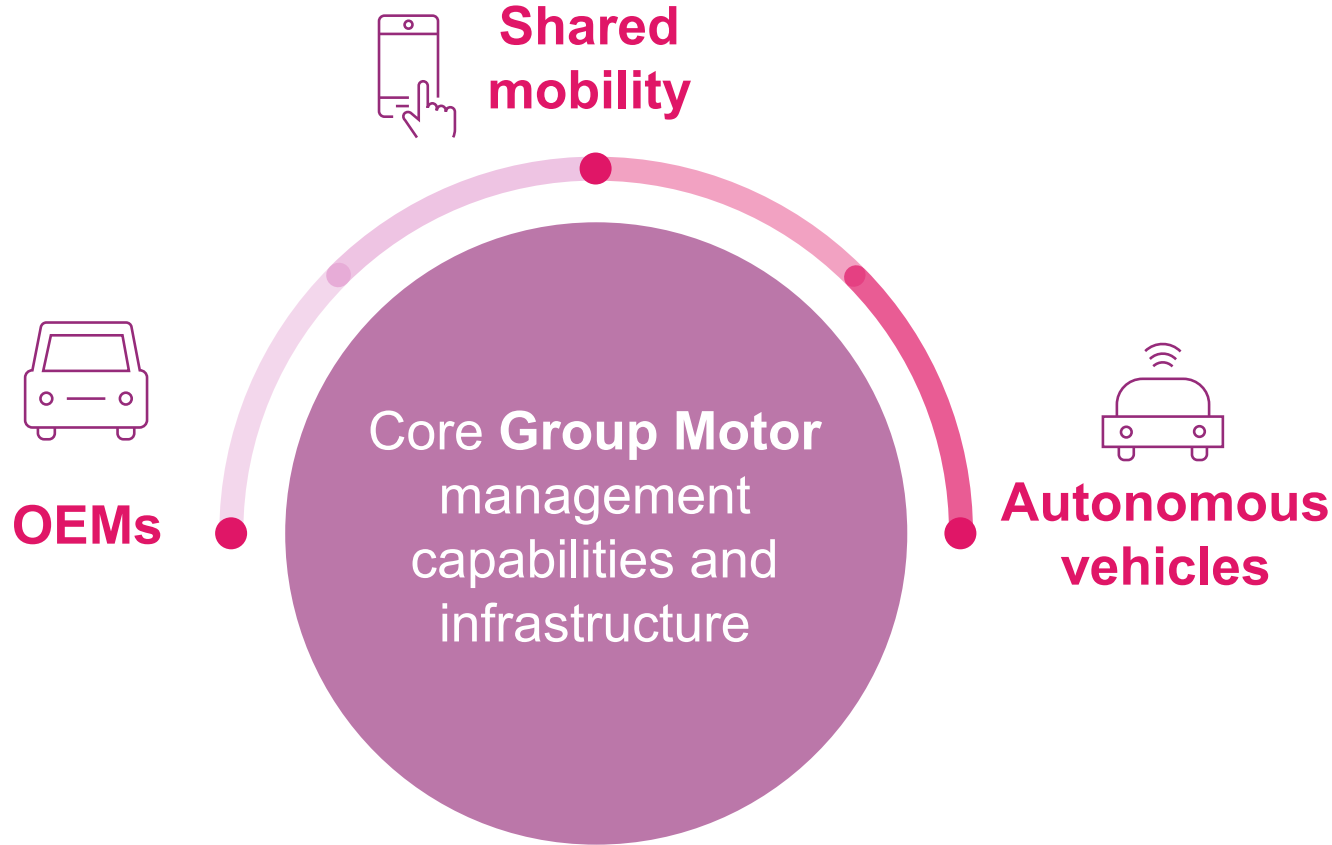 Shared
mobility
OEMs
Core Group Motor
management
capabilities and
infrastructure
Autonomous
vehicles